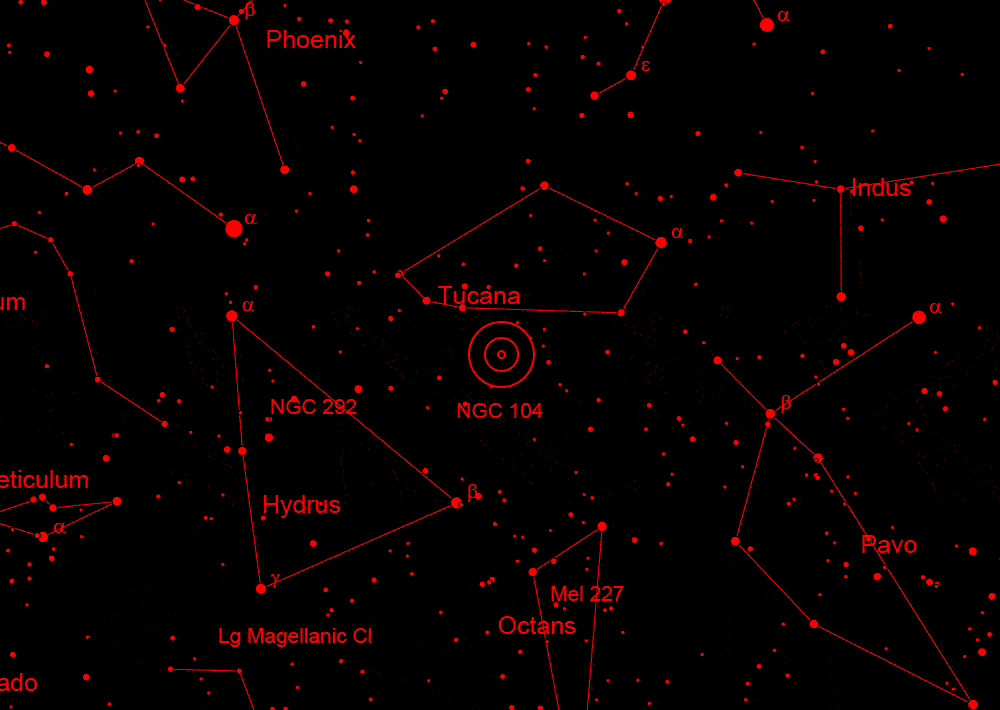 β
α
Phoenix
ε
Indus
α
α
um
Tucana
α
α
NGC 292
NGC 104
β
eticulum
Hydrus
β
α
Pavo
γ
Mel 227
Octans
Lg Magellanic Cl
ado